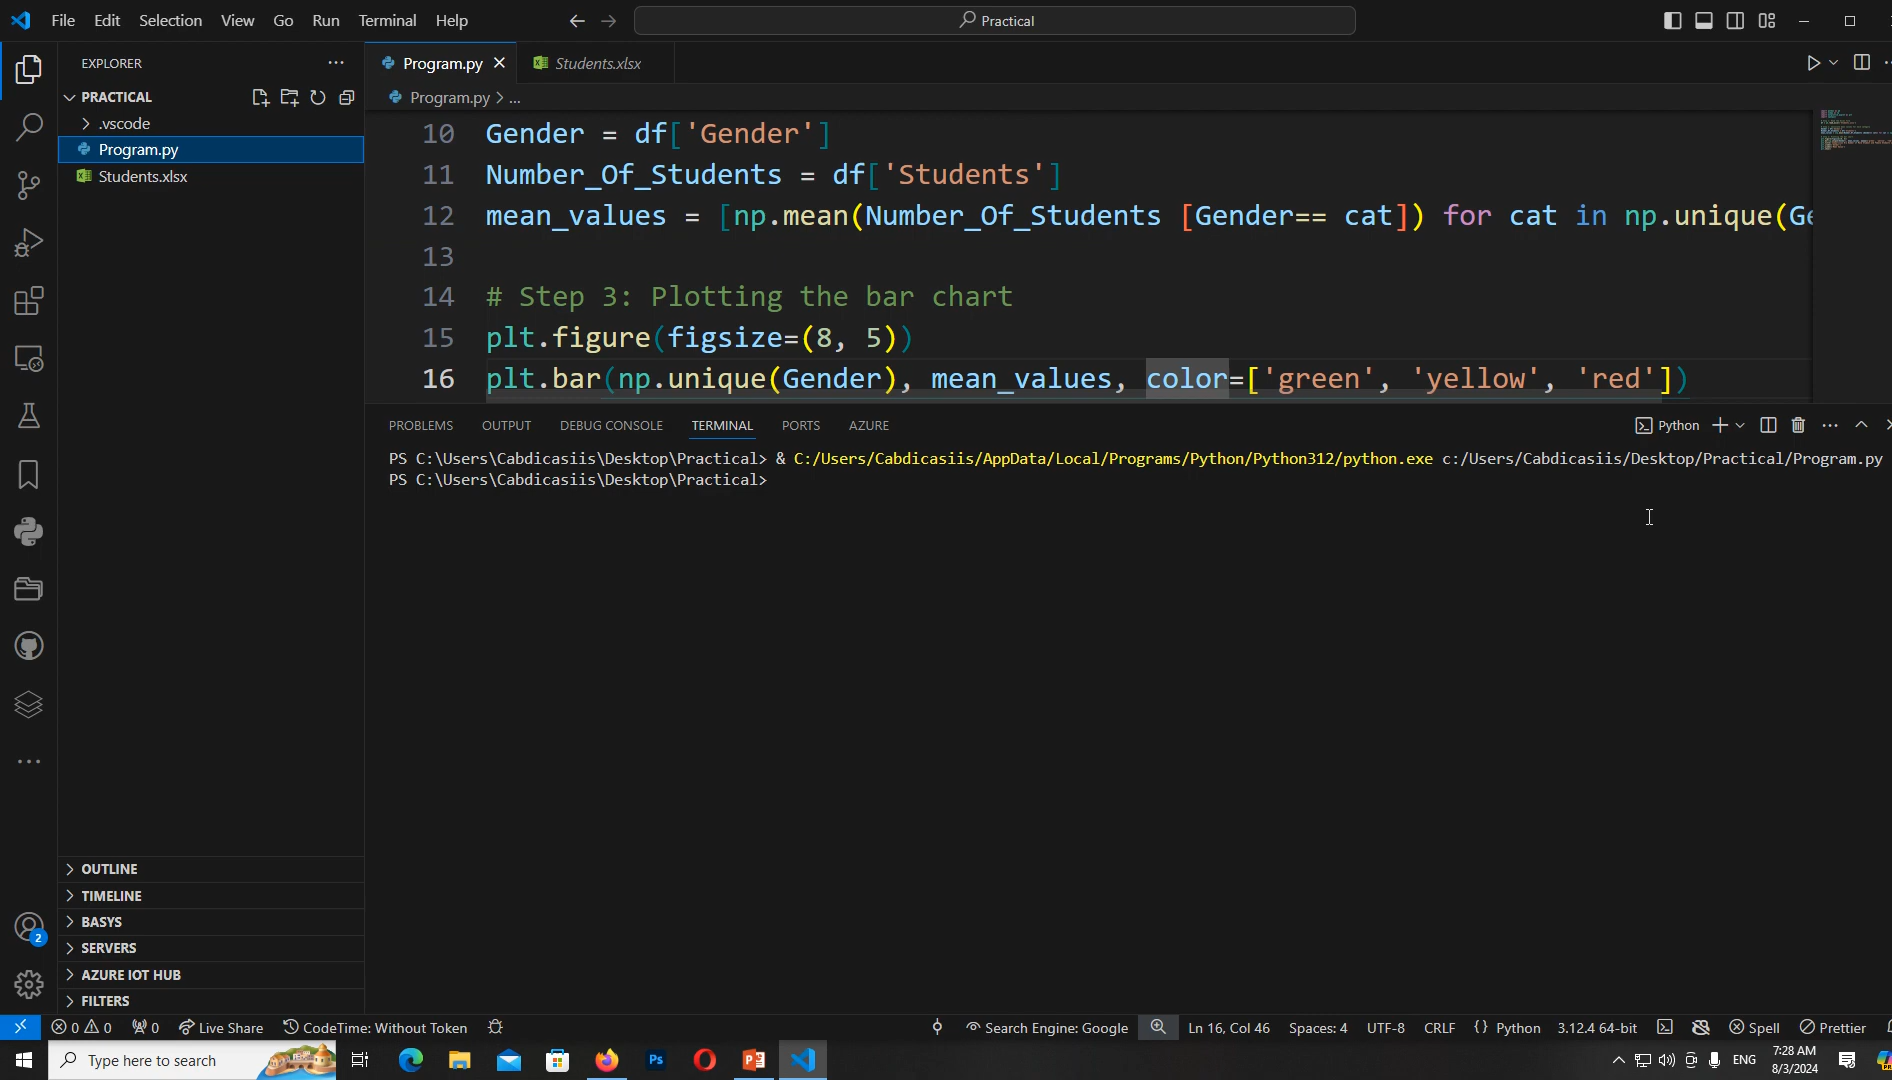 File Edit Selection View Go Run Terminal Help
Practical
EXPLORER
PRACTICAL
.vscode
Program.py
Students.xlsx
OUTLINE
TIMELINE
BASYS
SERVERS
AZURE IOT HUB
FILTERS
2
Program.py Students.xlsx
Program.py > ...
10 Gender = df['Gender']
11 Number_Of_Students = df['Students']
12 mean_values = [np.mean(Number_Of_Students [Gender== cat]) for cat in np.unique(Ge
13
14 # Step 3: Plotting the bar chart
15 plt.figure(figsize=(8, 5))
16 plt.bar(np.unique(Gender), mean_values, color=['green', 'yellow', 'red'])
PROBLEMS OUTPUT DEBUG CONSOLE TERMINAL PORTS AZURE
Python
PS C:\Users\Cabdicasiis\Desktop\Practical> & C:/Users/Cabdicasiis/AppData/Local/Programs/Python/Python312/python.exe c:/Users/Cabdicasiis/Desktop/Practical/Program.py
PS C:\Users\Cabdicasiis\Desktop\Practical>
0 0 0 Live Share CodeTime: Without Token Search Engine: Google Ln 16, Col 46 Spaces: 4 UTF-8 CRLF {} Python 3.12.4 64-bit Spell Prettier
Type here to search
Ps
ENG
7:28 AM
8/3/2024